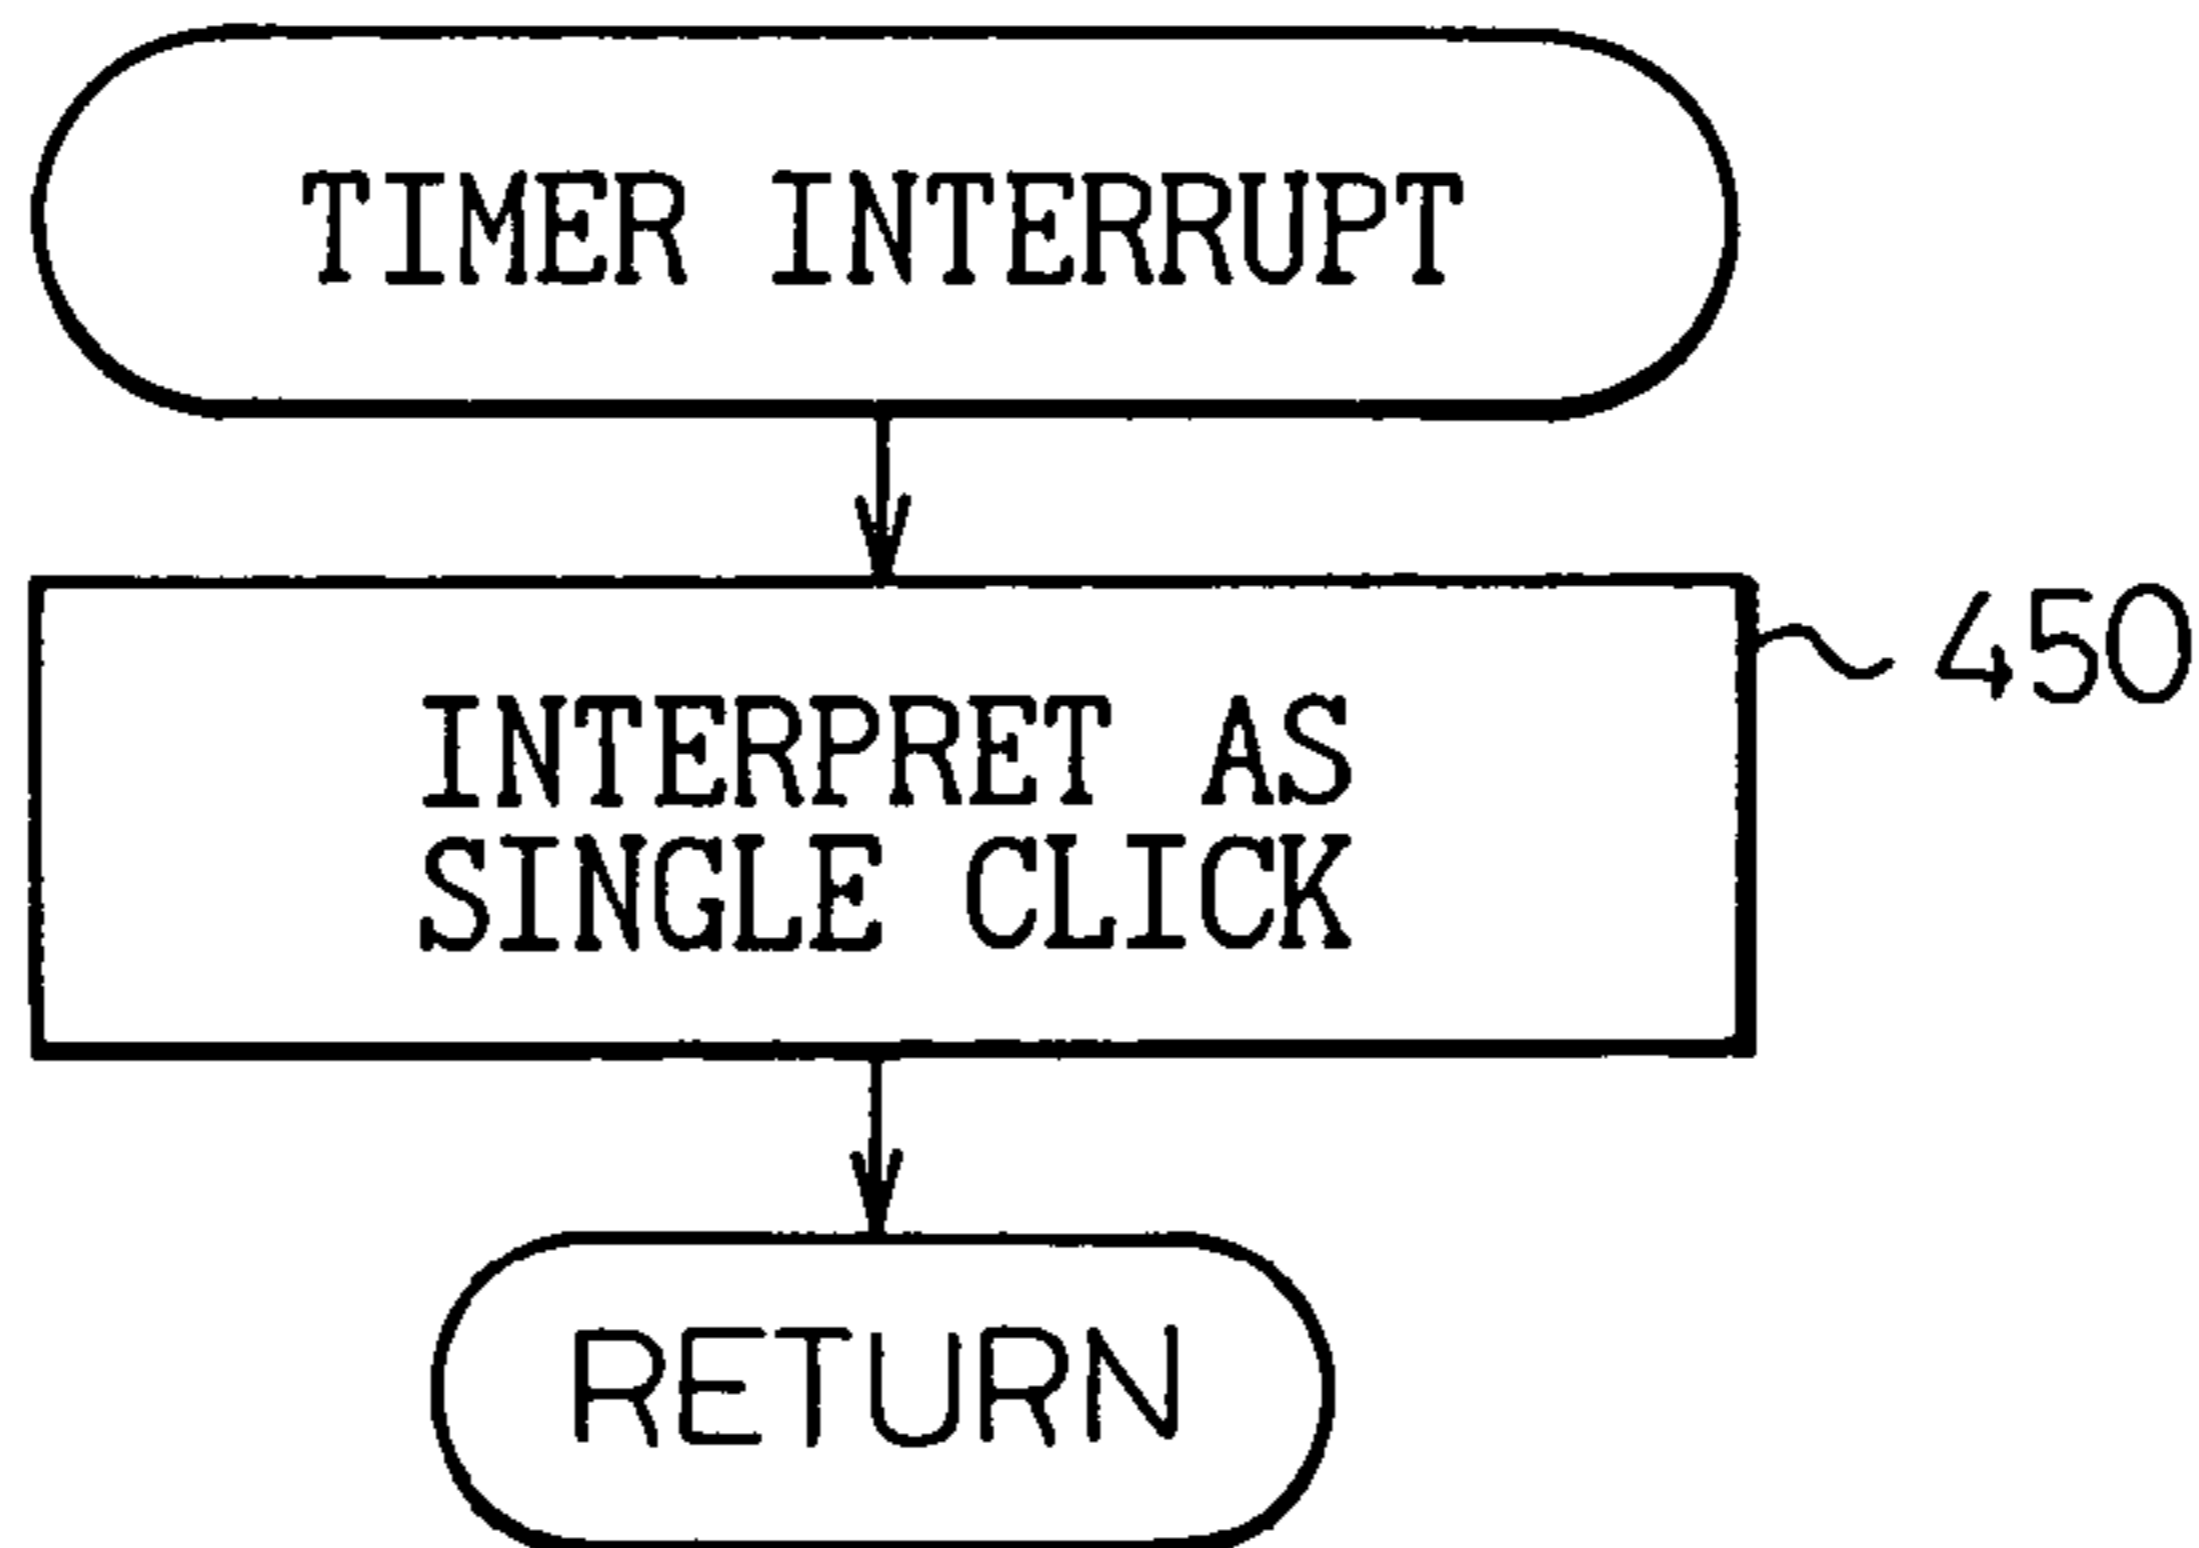 TIMER INTERRUPT
450
INTERPRET AS
SINGLE CLICK
RETURN